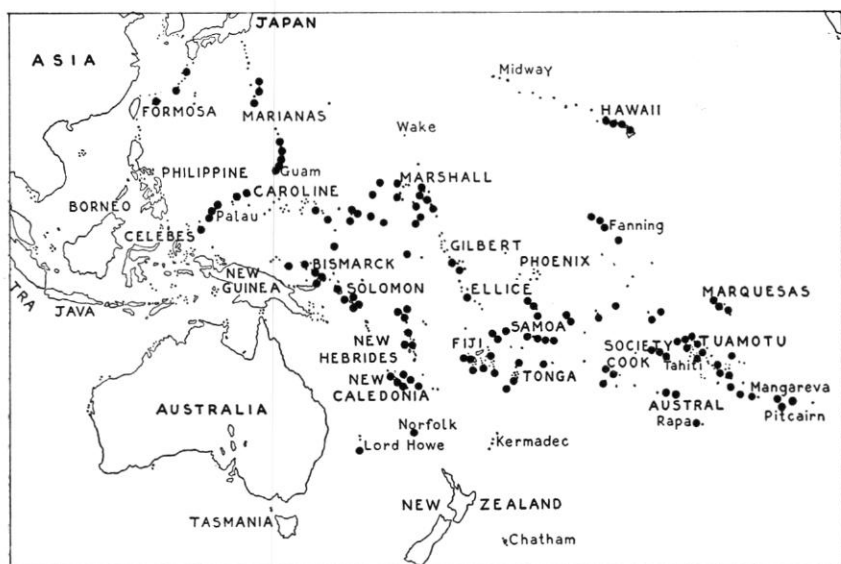 JAPAN
ASIA
Midway
FORMOSA
MARIANAS
HAWAII
Wake
PHILIPPINE
Guam
MARSHALL
CAROLINE
BORNEO
Palau
Fanning
CELEBES
GILBERT
BISMARCK
PHOENIX
NEW
GUINEA
SOLOMON
ELLICE
MARQUESAS
TRA
JAVA
SAMOA
NEW
HEBRIDES
FIJI
SOCIETY
TUAMOTU
COOK
Tahiti
TONGA
NEW
CALEDONIA
Mangareva
AUSTRALIA
AUSTRAL
Pitcairn
Rapa
Norfolk
Lord Howe
Kermadec
NEW ZEALAND
TASMANIA
Chatham